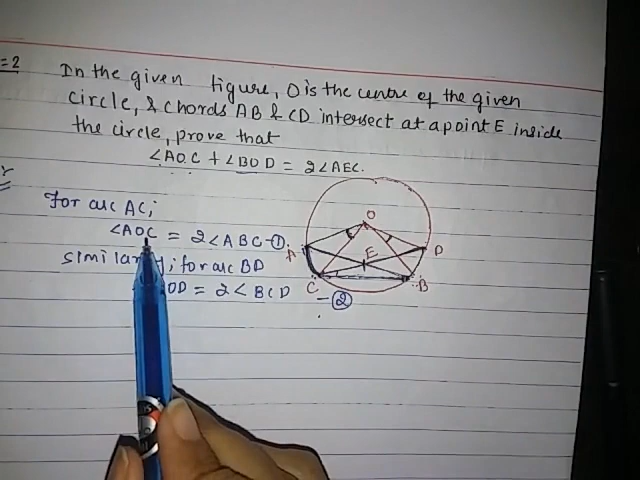 =2
In the given figure, O is the centre of the given
circle, & chords AB & CD intersect at a point E inside
the circle, prove that
∠AOC + ∠BOD = 2∠AEC.
For arc AC;
∠AOC = 2∠ABC-①
O
A
E
D
C
B
for arc BD
OD = 2∠BCD -②